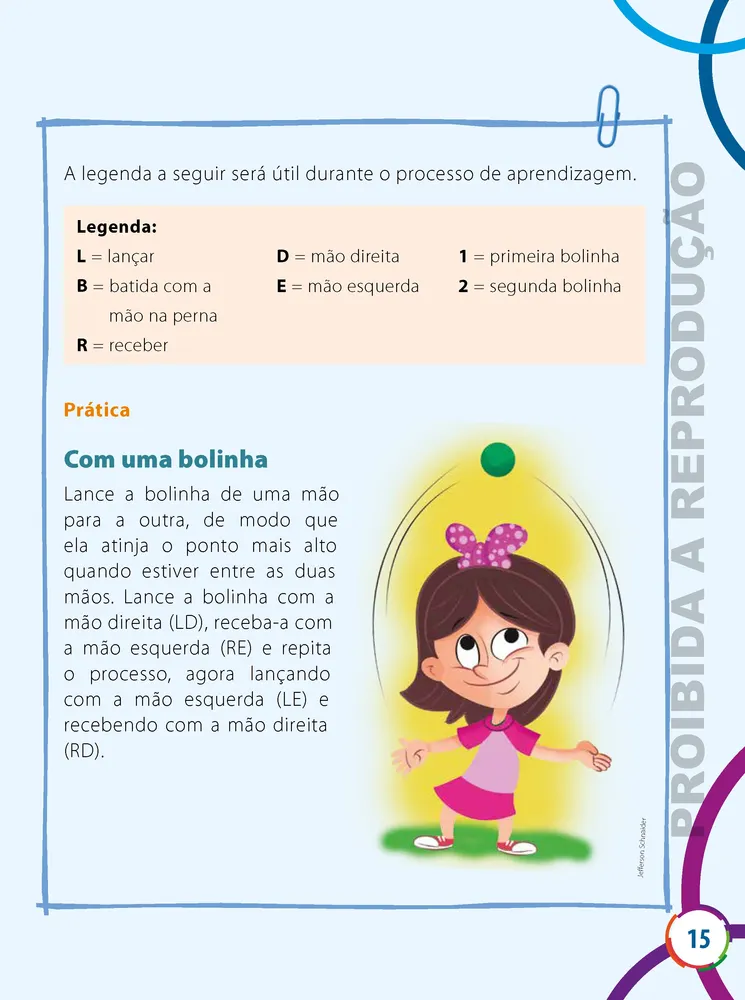 A legenda a seguir será útil durante o processo de aprendizagem.
Legenda:
L = lançar
B = batida com a
mão na perna
R = receber
D = mão direita
E = mão esquerda
1 = primeira bolinha
2 = segunda bolinha
Prática
Com uma bolinha
Lance a bolinha de uma mão
para a outra, de modo que
ela atinja o ponto mais alto
quando estiver entre as duas
mãos. Lance a bolinha com a
mão direita (LD), receba-a com
a mão esquerda (RE) e repita
o processo, agora lançando
com a mão esquerda (LE) e
recebendo com a mão direita
(RD).
Jefferson Schnaider
PROIBIDA A REPRODUÇÃO
15